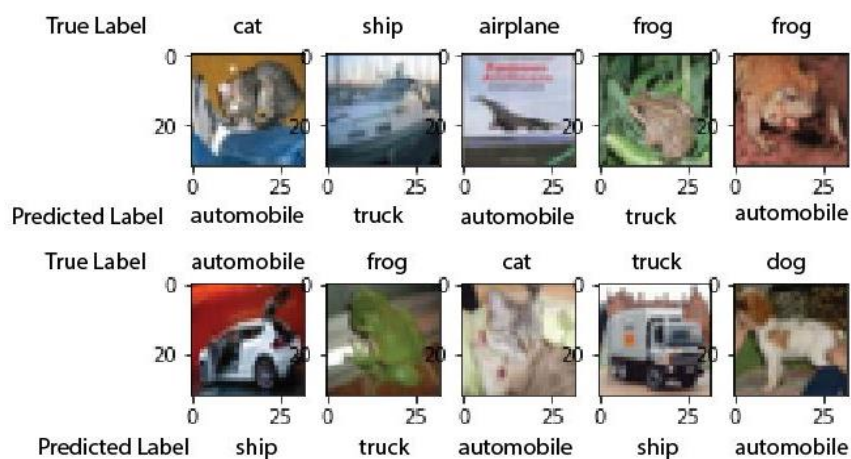 True Label cat ship airplane frog frog
0 0 0 0 0
20 20 20 20 20
0 25 0 25 0 25 0 25 0 25
Predicted Label automobile truck automobile truck automobile
True Label automobile frog cat truck dog
0 0 0 0 0
20 20 20 20 20
0 25 0 25 0 25 0 25 0 25
Predicted Label ship truck automobile ship automobile